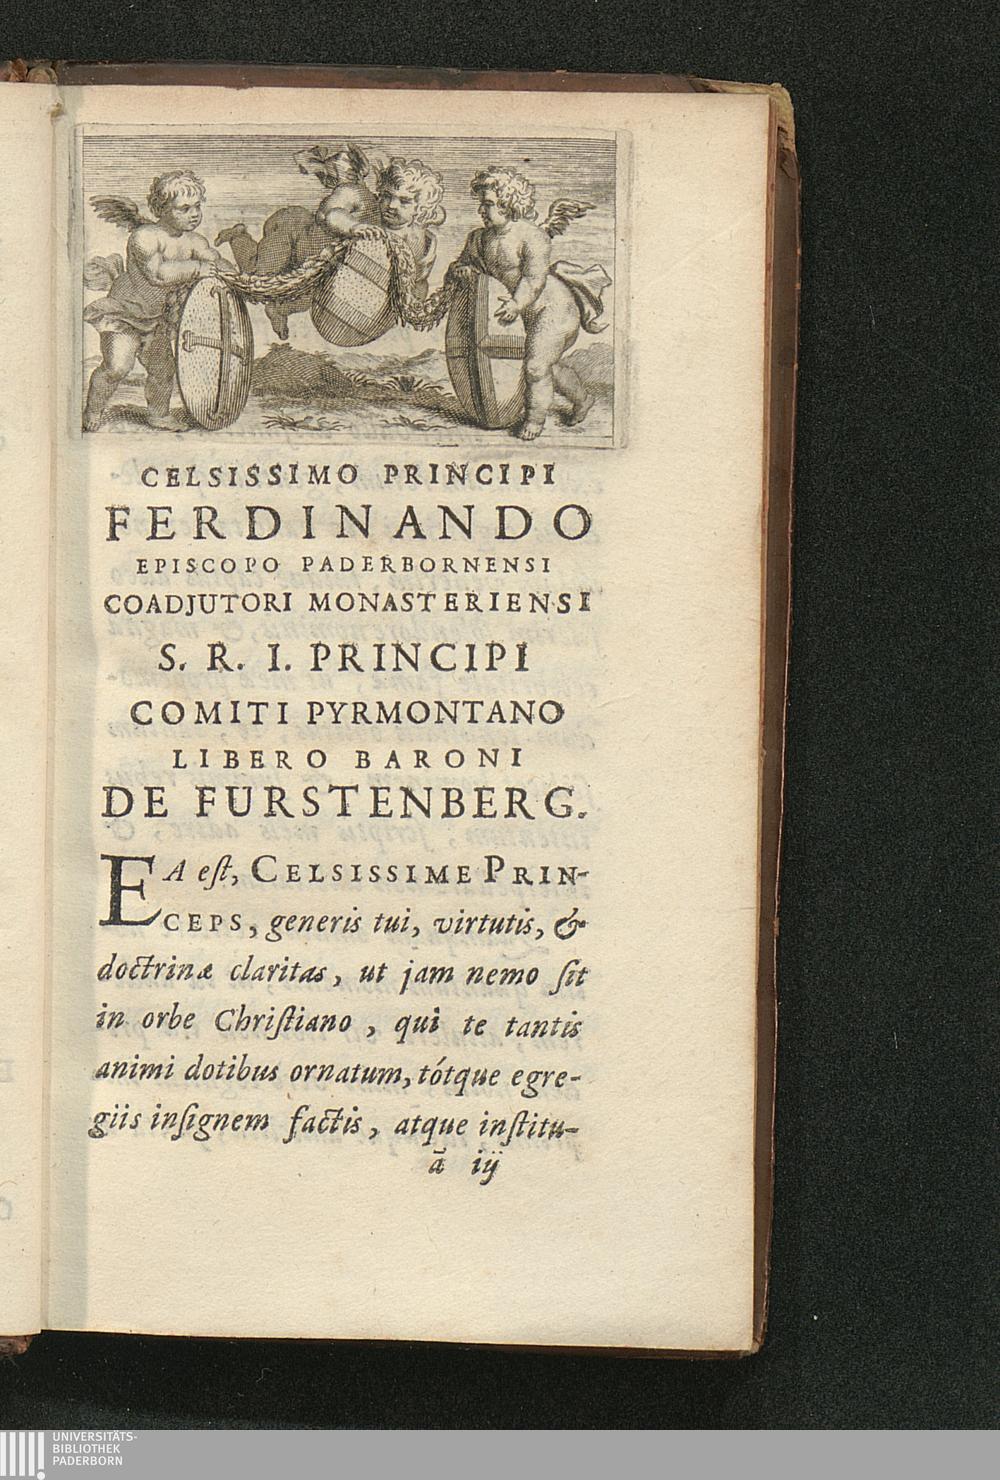 CELSISSIMO PRINCIPI
FERDINANDO
EPISCOPO PADERBORNENSI
COADJUTORI MONASTERIENSI
S. R. I. PRINCIPI
COMITI PYRMONTANO
LIBERO BARONI
DE FURSTENBERG.
EA eſt, CELSISSIME PRIN-
CEPS, generis tui, virtutis, &
doctrinæ claritas, ut jam nemo ſit
in orbe Chriſtiano, qui te tantis
animi dotibus ornatum, tótque egre-
giis inſignem factis, atque inſtitu-
ã iij
UNIVERSITÄTS-
BIBLIOTHEK
PADERBORN